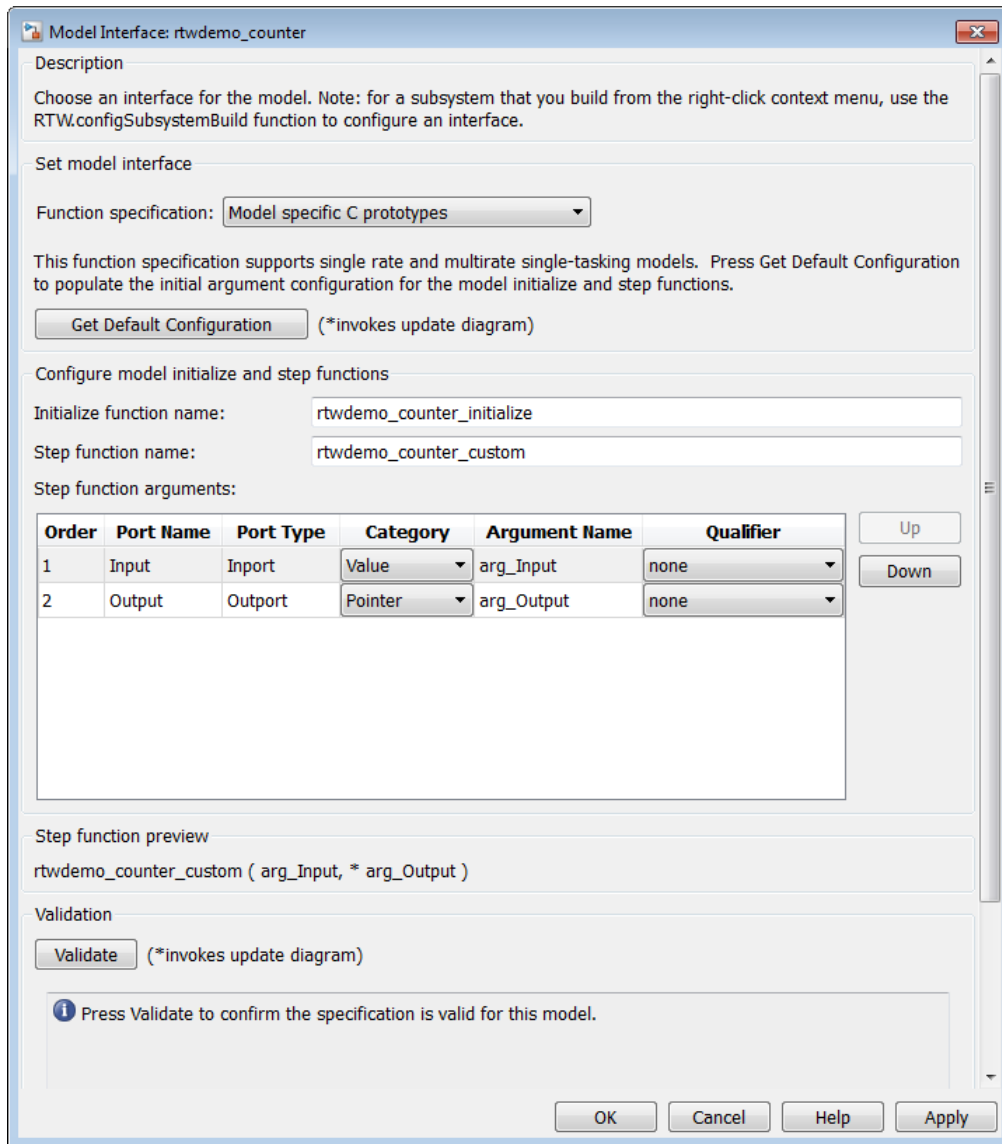 Model Interface: rtwdemo_counter
Description
Choose an interface for the model. Note: for a subsystem that you build from the right-click context menu, use the
RTW.configSubsystemBuild function to configure an interface.
Set model interface
Function specification: Model specific C prototypes
This function specification supports single rate and multirate single-tasking models. Press Get Default Configuration
to populate the initial argument configuration for the model initialize and step functions.
Get Default Configuration (*invokes update diagram)
Configure model initialize and step functions
Initialize function name: rtwdemo_counter_initialize
Step function name: rtwdemo_counter_custom
Step function arguments:
Order Port Name Port Type Category Argument Name Qualifier Up
1 Input Inport Value arg_Input none Down
2 Output Outport Pointer arg_Output none
Step function preview
rtwdemo_counter_custom ( arg_Input, * arg_Output )
Validation
Validate (*invokes update diagram)
Press Validate to confirm the specification is valid for this model.
OK Cancel Help Apply